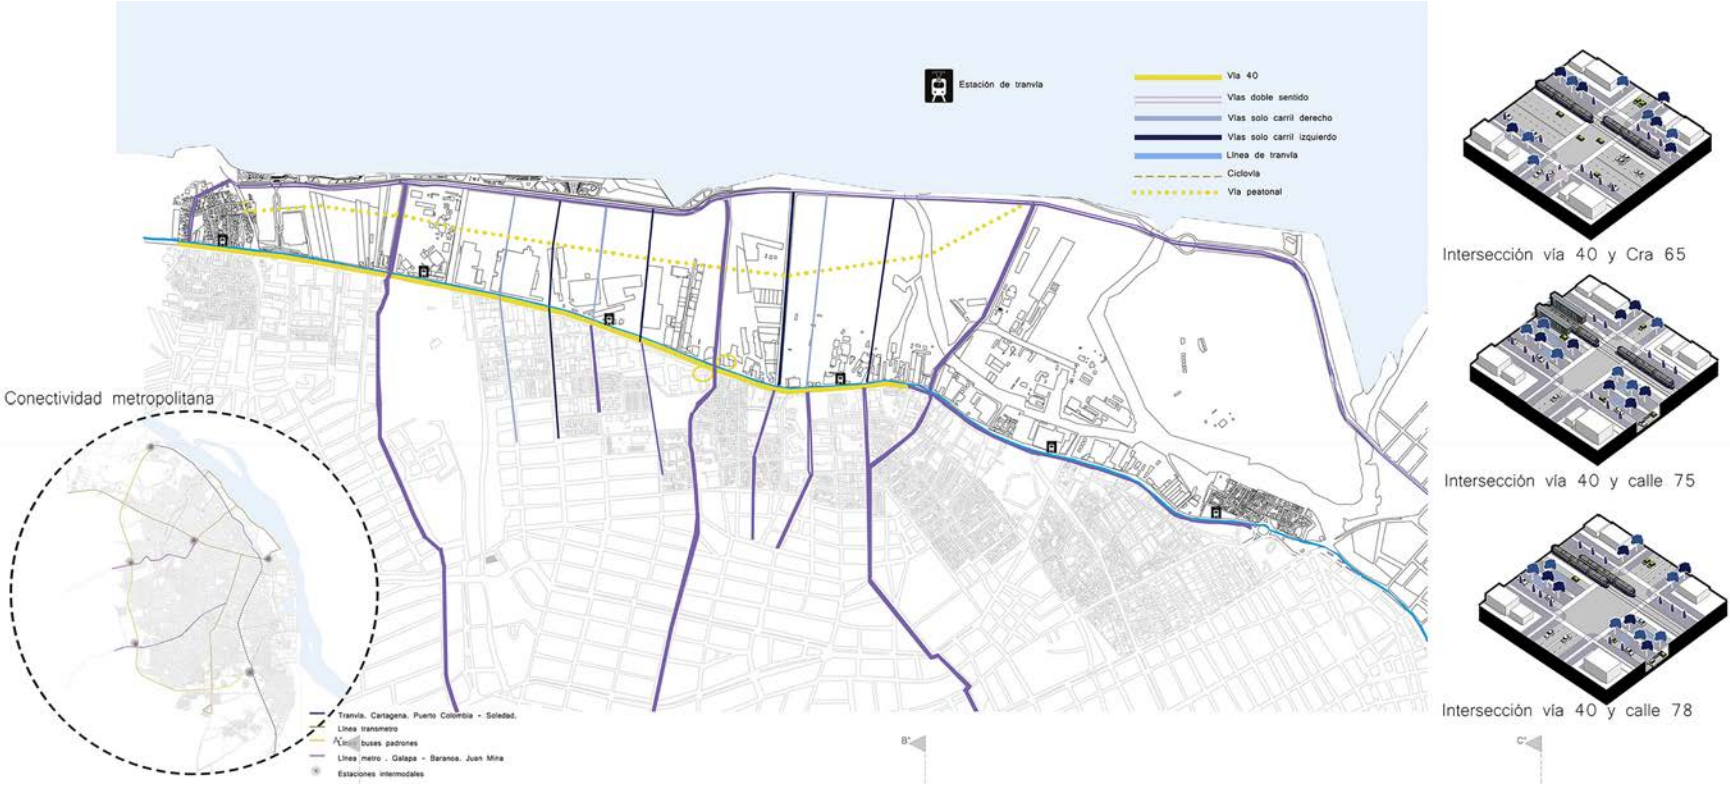 Estación de tranvía
Vía 40
Vías doble sentido
Vías solo carril derecho
Vías solo carril izquierdo
Línea de tranvía
Ciclovía
Vía peatonal
Intersección vía 40 y Cra 65
Intersección vía 40 y calle 75
Intersección vía 40 y calle 78
Conectividad metropolitana
Tranvía. Cartagena. Puerto Colombia - Soledad.
Línea transmetro
Línea buses padrones
Línea metro . Galapa - Baranoa. Juan Mina
Estaciones intermodales
A'
B'
C'